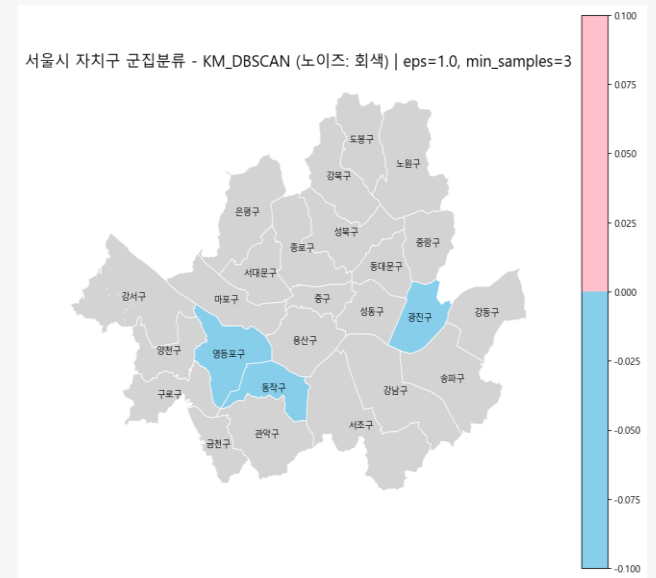 서울시 자치구 군집분류 - KM_DBSCAN (노이즈: 회색) | eps=1.0, min_samples=3
도봉구
노원구
강북구
은평구
성북구
종로구
중랑구
동대문구
서대문구
강서구
마포구
중구
성동구
광진구
강동구
용산구
양천구
영등포구
송파구
동작구
강남구
구로구
서초구
관악구
금천구
0.100
0.075
0.050
0.025
0.000
-0.025
-0.050
-0.075
-0.100